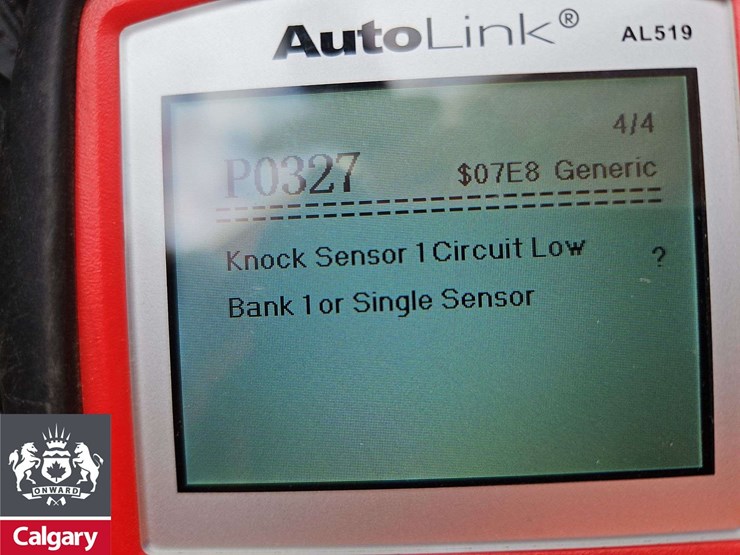 AutoLink® AL519
4/4
P0327 $07E8 Generic
Knock Sensor 1 Circuit Low ?
Bank 1 or Single Sensor
ONWARD
Calgary